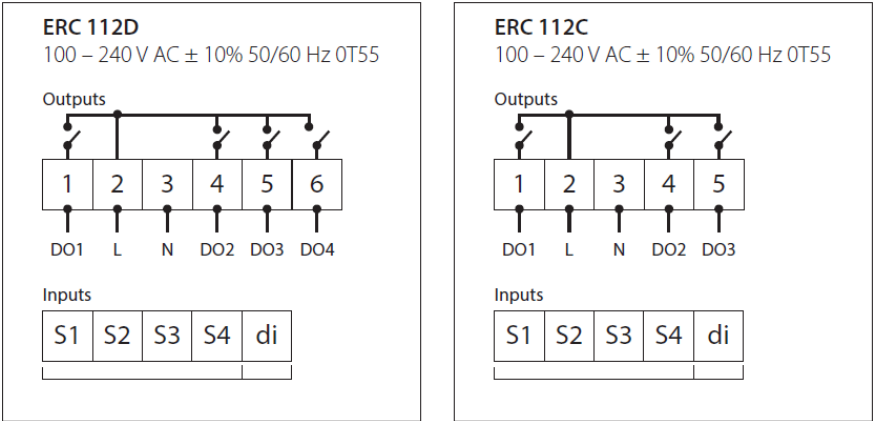 ERC 112D
100 – 240 V AC ± 10% 50/60 Hz 0T55
Outputs
1 2 3 4 5 6
DO1 L N DO2 DO3 DO4
Inputs
S1 S2 S3 S4 di
ERC 112C
100 – 240 V AC ± 10% 50/60 Hz 0T55
Outputs
1 2 3 4 5
DO1 L N DO2 DO3
Inputs
S1 S2 S3 S4 di